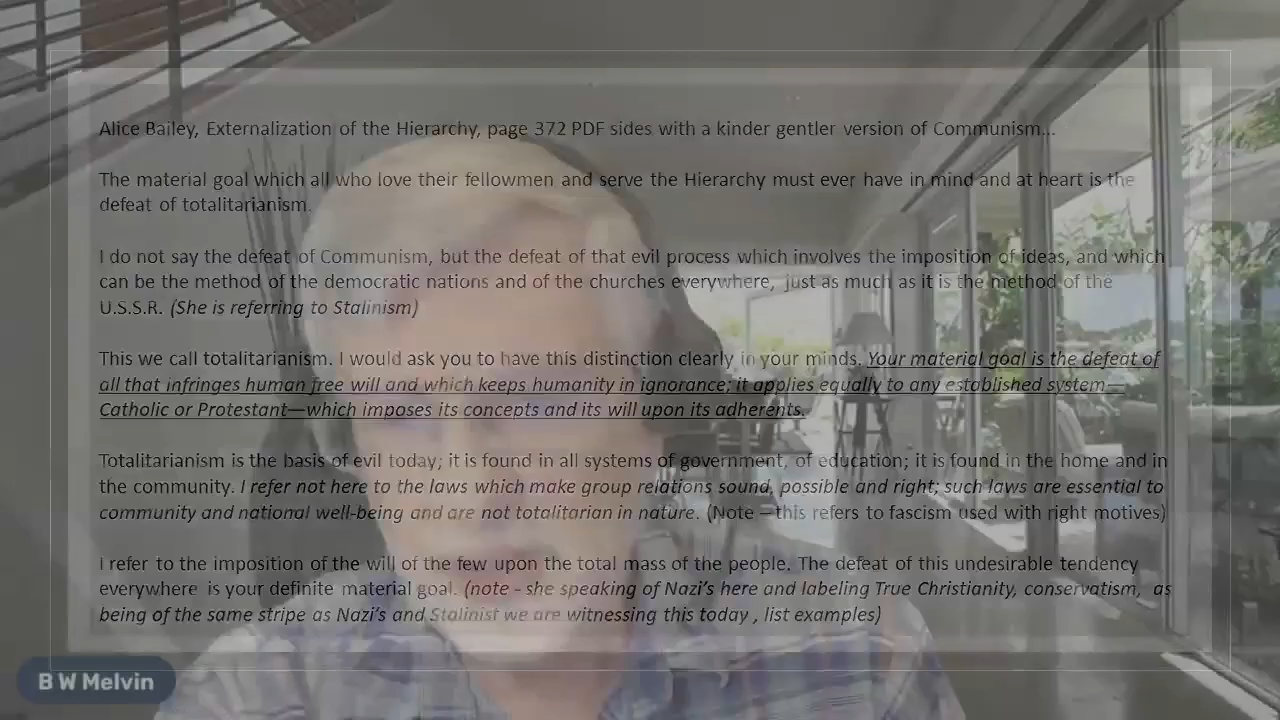 Alice Bailey, Externalization of the Hierarchy, page 372 PDF sides with a kinder gentler version of Communism...
The material goal which all who love their fellowmen and serve the Hierarchy must ever have in mind and at heart is the
defeat of totalitarianism.
I do not say the defeat of Communism, but the defeat of that evil process which involves the imposition of ideas, and which
can be the method of the democratic nations and of the churches everywhere, just as much as it is the method of the
U.S.S.R. (She is referring to Stalinism)
This we call totalitarianism. I would ask you to have this distinction clearly in your minds. Your material goal is the defeat of
all that infringes human free will and which keeps humanity in ignorance; it applies equally to any established system—
Catholic or Protestant—which imposes its concepts and its will upon its adherents.
Totalitarianism is the basis of evil today; it is found in all systems of government, of education; it is found in the home and in
the community. I refer not here to the laws which make group relations sound, possible and right; such laws are essential to
community and national well-being and are not totalitarian in nature. (Note – this refers to fascism used with right motives)
I refer to the imposition of the will of the few upon the total mass of the people. The defeat of this undesirable tendency
everywhere is your definite material goal. (note - she speaking of Nazi's here and labeling True Christianity, conservatism, as
being of the same stripe as Nazi's and Stalinist we are witnessing this today , list examples)
B W Melvin